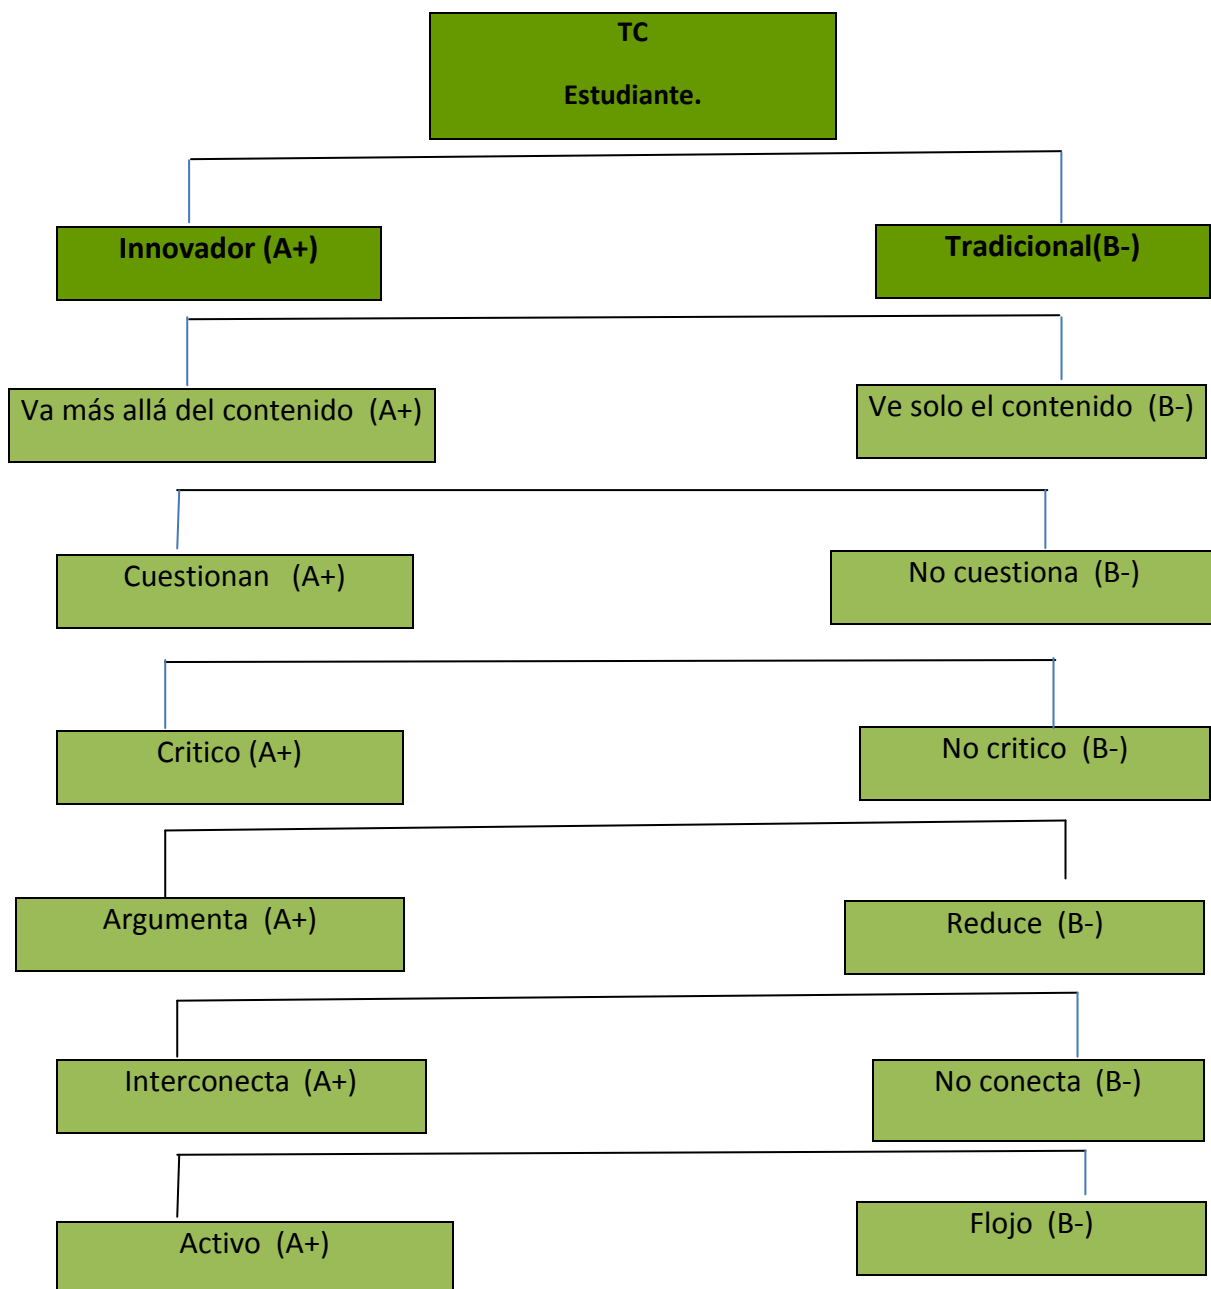 TC
Estudiante.
Innovador (A+)
Tradicional(B-)
Va más allá del contenido  (A+)
Ve solo el contenido  (B-)
Cuestionan   (A+)
No cuestiona  (B-)
Critico (A+)
No critico  (B-)
Argumenta  (A+)
Reduce  (B-)
Interconecta  (A+)
No conecta  (B-)
Activo  (A+)
Flojo  (B-)